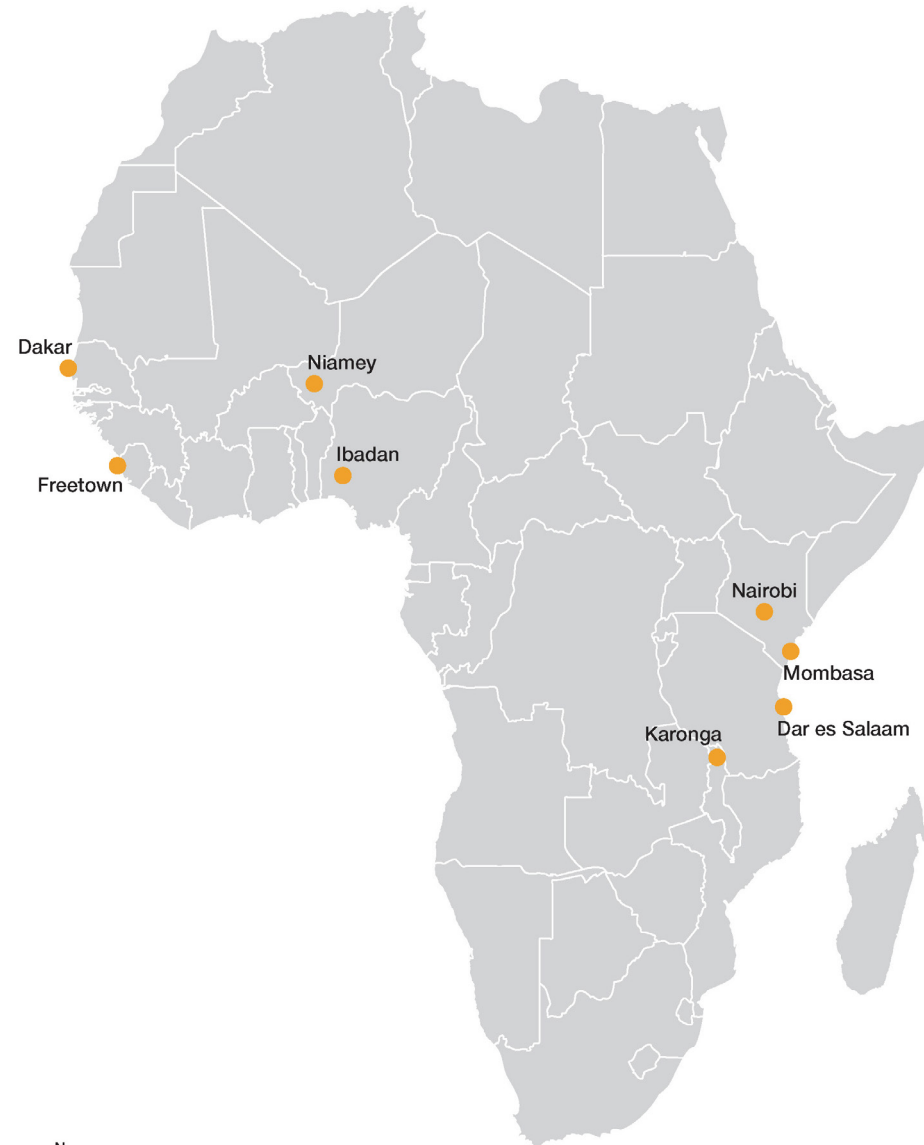 Dakar
Niamey
Ibadan
Freetown
Nairobi
Mombasa
Dar es Salaam
Karonga
N